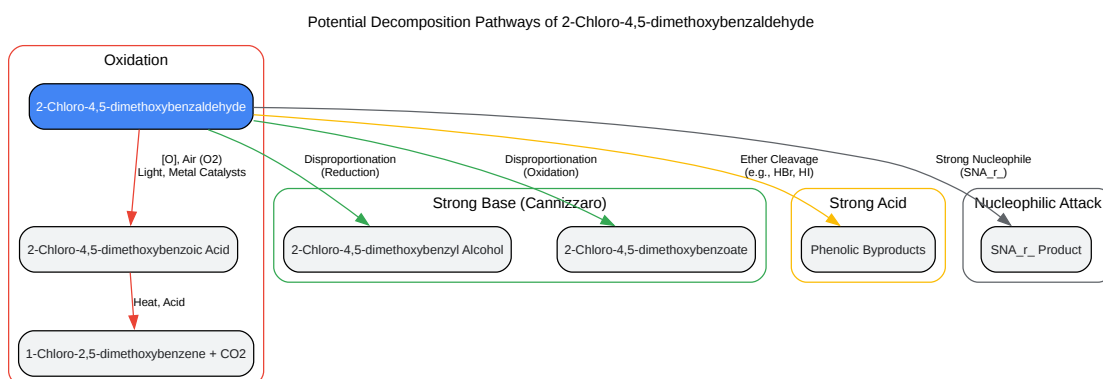 Potential Decomposition Pathways of 2-Chloro-4,5-dimethoxybenzaldehyde
Oxidation
2-Chloro-4,5-dimethoxybenzaldehyde
[O], Air (O2)
Light, Metal Catalysts
Disproportionation
(Reduction)
Disproportionation
(Oxidation)
Ether Cleavage
(e.g., HBr, HI)
Strong Nucleophile
(SNA_r_)
Strong Base (Cannizzaro)
Strong Acid
Nucleophilic Attack
2-Chloro-4,5-dimethoxybenzoic Acid
2-Chloro-4,5-dimethoxybenzyl Alcohol
2-Chloro-4,5-dimethoxybenzoate
Phenolic Byproducts
SNA_r_ Product
Heat, Acid
1-Chloro-2,5-dimethoxybenzene + CO2